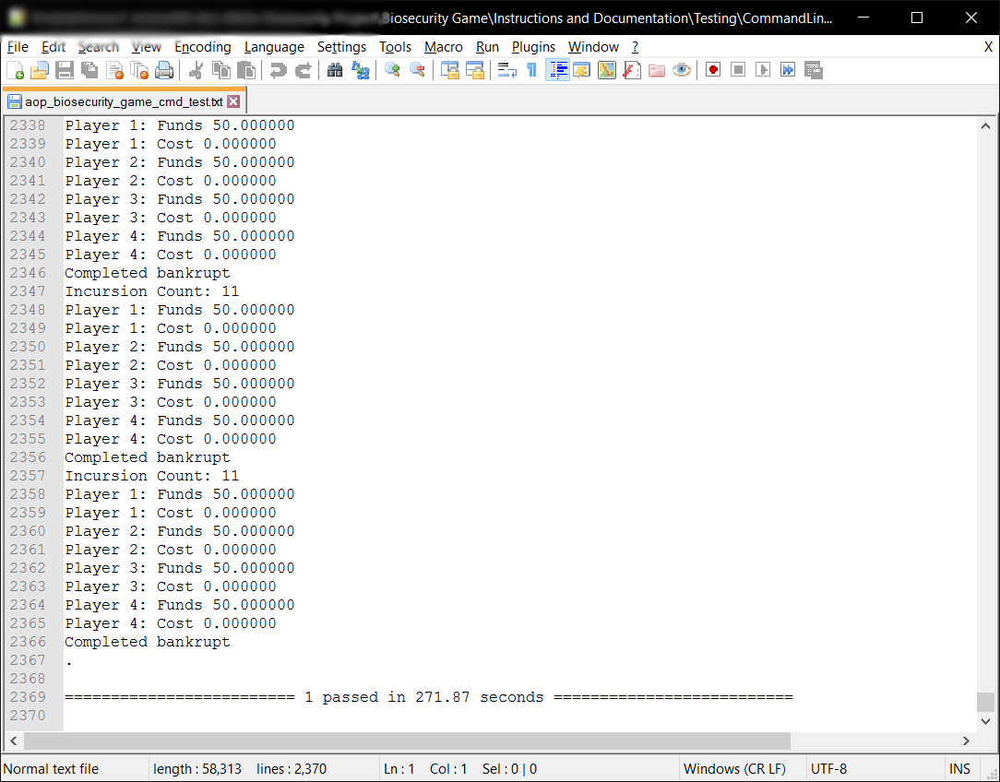 Biosecurity Game\Instructions and Documentation\Testing\CommandLin...
File Edit Search View Encoding Language Settings Tools Macro Run Plugins Window ? X
aop_biosecurity_game_cmd_test.txt
2338 Player 1: Funds 50.000000
2339 Player 1: Cost 0.000000
2340 Player 2: Funds 50.000000
2341 Player 2: Cost 0.000000
2342 Player 3: Funds 50.000000
2343 Player 3: Cost 0.000000
2344 Player 4: Funds 50.000000
2345 Player 4: Cost 0.000000
2346 Completed bankrupt
2347 Incursion Count: 11
2348 Player 1: Funds 50.000000
2349 Player 1: Cost 0.000000
2350 Player 2: Funds 50.000000
2351 Player 2: Cost 0.000000
2352 Player 3: Funds 50.000000
2353 Player 3: Cost 0.000000
2354 Player 4: Funds 50.000000
2355 Player 4: Cost 0.000000
2356 Completed bankrupt
2357 Incursion Count: 11
2358 Player 1: Funds 50.000000
2359 Player 1: Cost 0.000000
2360 Player 2: Funds 50.000000
2361 Player 2: Cost 0.000000
2362 Player 3: Funds 50.000000
2363 Player 3: Cost 0.000000
2364 Player 4: Funds 50.000000
2365 Player 4: Cost 0.000000
2366 Completed bankrupt
2367 .
2368
2369 ========================= 1 passed in 271.87 seconds ==========================
2370
Normal text file length : 58,313 lines : 2,370 Ln : 1 Col : 1 Sel : 0 | 0 Windows (CR LF) UTF-8 INS